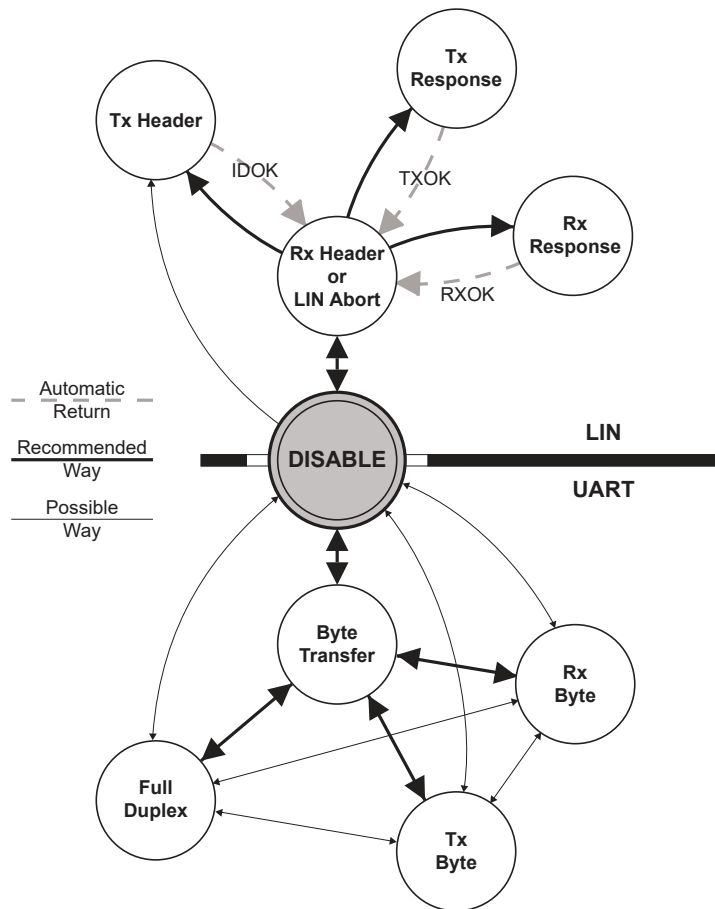 Tx
Response
Tx Header
IDOK
TXOK
Rx
Response
Rx Header
or
LIN Abort
RXOK
Automatic
Return
Recommended
Way
Possible
Way
DISABLE
LIN
UART
Byte
Transfer
Rx
Byte
Full
Duplex
Tx
Byte